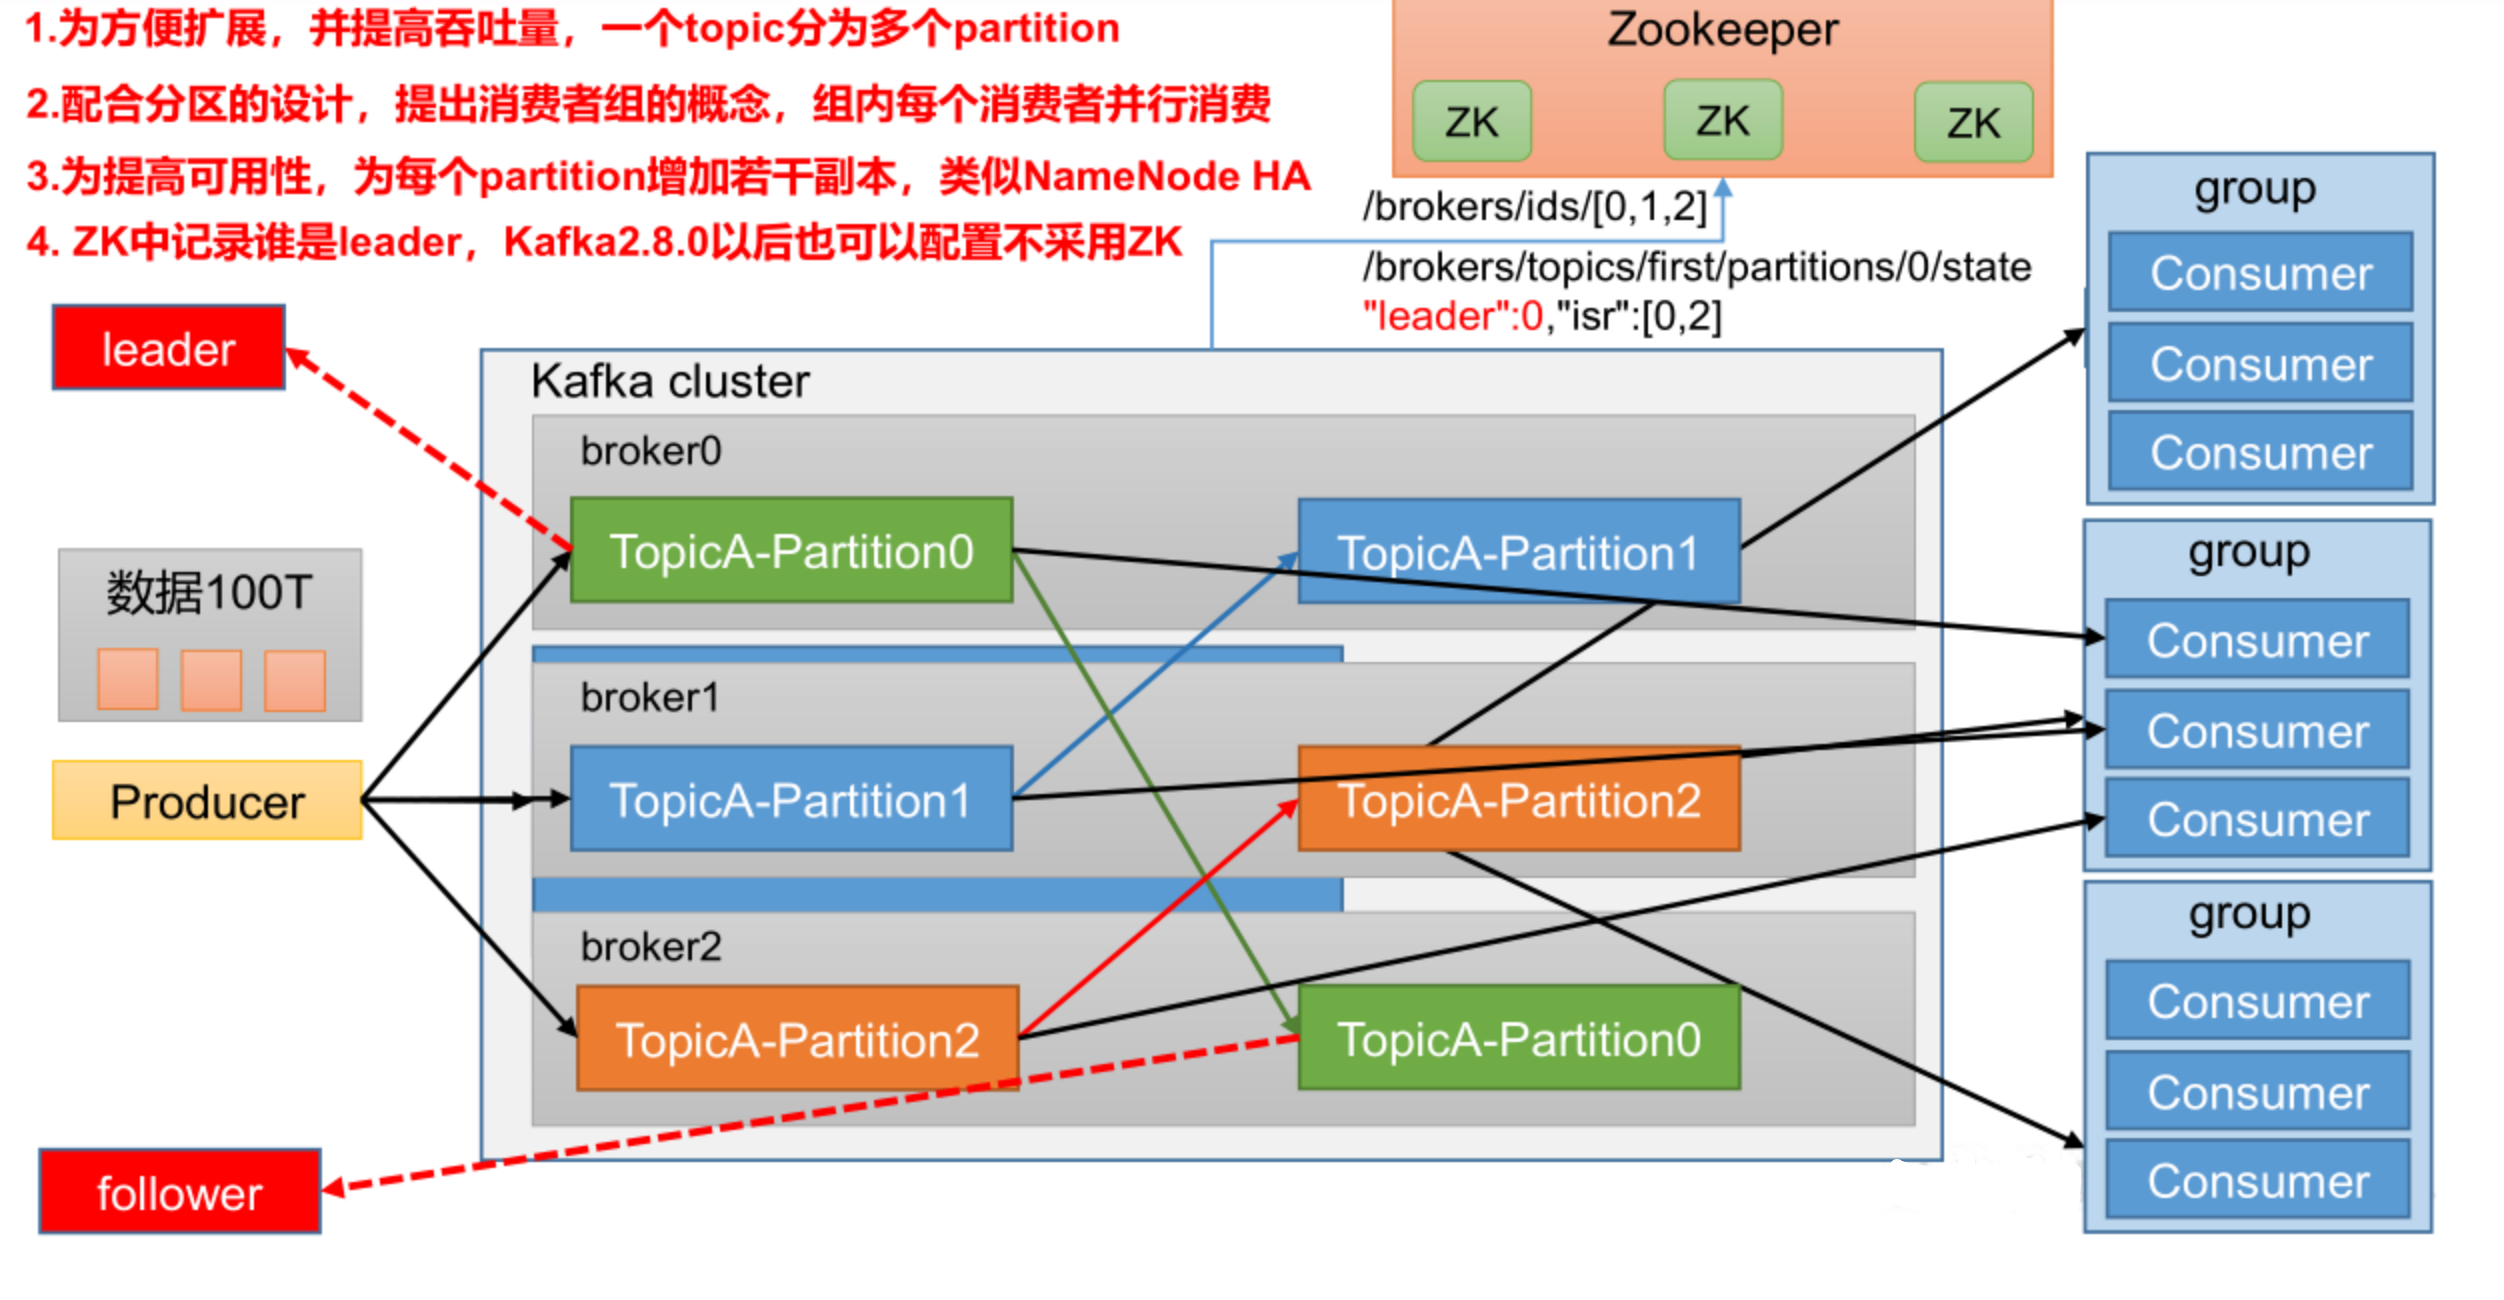 1.为方便扩展，并提高吞吐量，一个topic分为多个partition
2.配合分区的设计，提出消费者组的概念，组内每个消费者并行消费
3.为提高可用性，为每个partition增加若干副本，类似NameNode HA
4. ZK中记录谁是leader，Kafka2.8.0以后也可以配置不采用ZK
Zookeeper
ZK
ZK
ZK
/brokers/ids/[0,1,2]
/brokers/topics/first/partitions/0/state
"leader":0,"isr":[0,2]
leader
数据100T
Producer
follower
Kafka cluster
broker0
TopicA-Partition0
TopicA-Partition1
broker1
TopicA-Partition1
TopicA-Partition2
broker2
TopicA-Partition2
TopicA-Partition0
group
Consumer
Consumer
Consumer
group
Consumer
Consumer
Consumer
group
Consumer
Consumer
Consumer